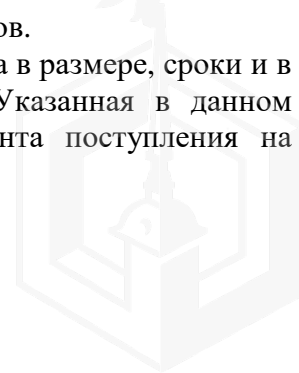 ов.
а в размере, сроки и в
Указанная в данном
нта поступления на